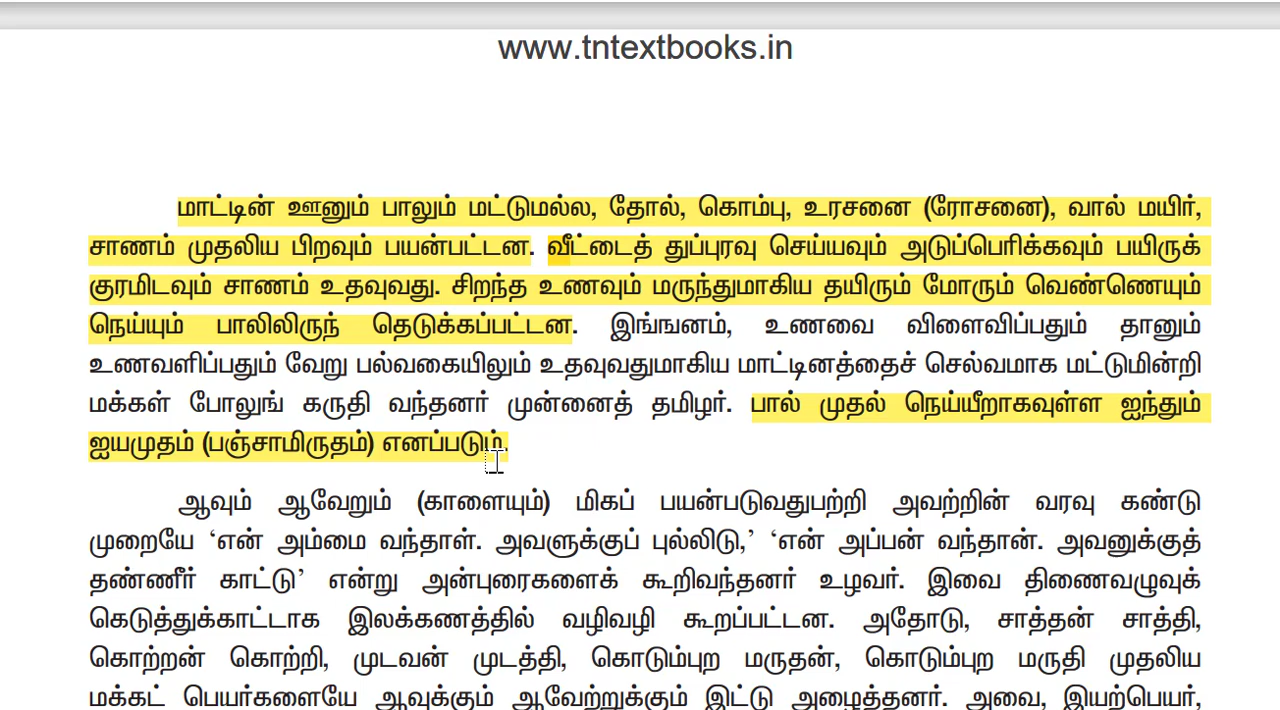 www.tntextbooks.in
மாட்டின் ஊனும் பாலும் மட்டுமல்ல, தோல், கொம்பு, உரசனை (ரோசனை), வால் மயிர்,
சாணம் முதலிய பிறவும் பயன்பட்டன. வீட்டைத் துப்புரவு செய்யவும் அடுப்பெரிக்கவும் பயிருக்
குரமிடவும் சாணம் உதவுவது. சிறந்த உணவும் மருந்துமாகிய தயிரும் மோரும் வெண்ணெயும்
நெய்யும் பாலிலிருந் தெடுக்கப்பட்டன. இங்ஙனம், உணவை விளைவிப்பதும் தானும்
உணவளிப்பதும் வேறு பல்வகையிலும் உதவுவதுமாகிய மாட்டினத்தைச் செல்வமாக மட்டுமின்றி
மக்கள் போலுங் கருதி வந்தனர் முன்னைத் தமிழர். பால் முதல் நெய்யீறாகவுள்ள ஐந்தும்
ஐயமுதம் (பஞ்சாமிருதம்) எனப்படும்.
ஆவும் ஆவேறும் (காளையும்) மிகப் பயன்படுவதுபற்றி அவற்றின் வரவு கண்டு
முறையே ‘என் அம்மை வந்தாள். அவளுக்குப் புல்லிடு,’ ‘என் அப்பன் வந்தான். அவனுக்குத்
தண்ணீர் காட்டு’ என்று அன்புரைகளைக் கூறிவந்தனர் உழவர். இவை திணைவழுவுக்
கெடுத்துக்காட்டாக இலக்கணத்தில் வழிவழி கூறப்பட்டன. அதோடு, சாத்தன் சாத்தி,
கொற்றன் கொற்றி, முடவன் முடத்தி, கொடும்புற மருதன், கொடும்புற மருதி முதலிய
மக்கட் பெயர்களையே ஆவுக்கும் ஆவேற்றுக்கும் இட்டு அழைத்தனர். அவை, இயற்பெயர்,